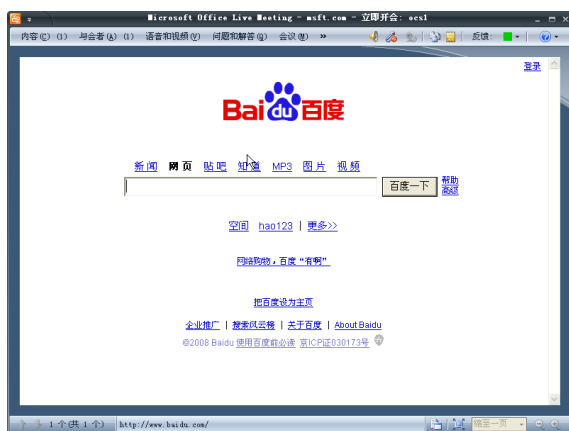 Microsoft Office Live Meeting - msft.com - 立即开会: ocs1
内容(C) (1) 与会者(A) (1) 语音和视频(V) 问题和解答(Q) 会议(M) » 反馈:
登录
Bai du 百度
新闻 网页 贴吧 知道 MP3 图片 视频
百度一下 帮助
高级
空间 hao123 | 更多>>
网络购物，百度“有啊”
把百度设为主页
企业推广 | 搜索风云榜 | 关于百度 | About Baidu
©2008 Baidu 使用百度前必读 京ICP证030173号
1 个(共 1 个) http://www.baidu.com/ 缩至一页